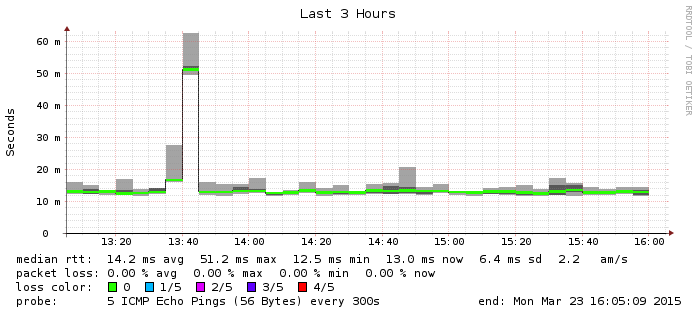 Last 3 Hours
RRDTOOL / TOBI OETIKER
Seconds
60 m
50 m
40 m
30 m
20 m
10 m
0
13:20 13:40 14:00 14:20 14:40 15:00 15:20 15:40 16:00
median rtt: 14.2 ms avg 51.2 ms max 12.5 ms min 13.0 ms now 6.4 ms sd 2.2 am/s
packet loss: 0.00 % avg 0.00 % max 0.00 % min 0.00 % now
loss color: 0 1/5 2/5 3/5 4/5
probe: 5 ICMP Echo Pings (56 Bytes) every 300s end: Mon Mar 23 16:05:09 2015